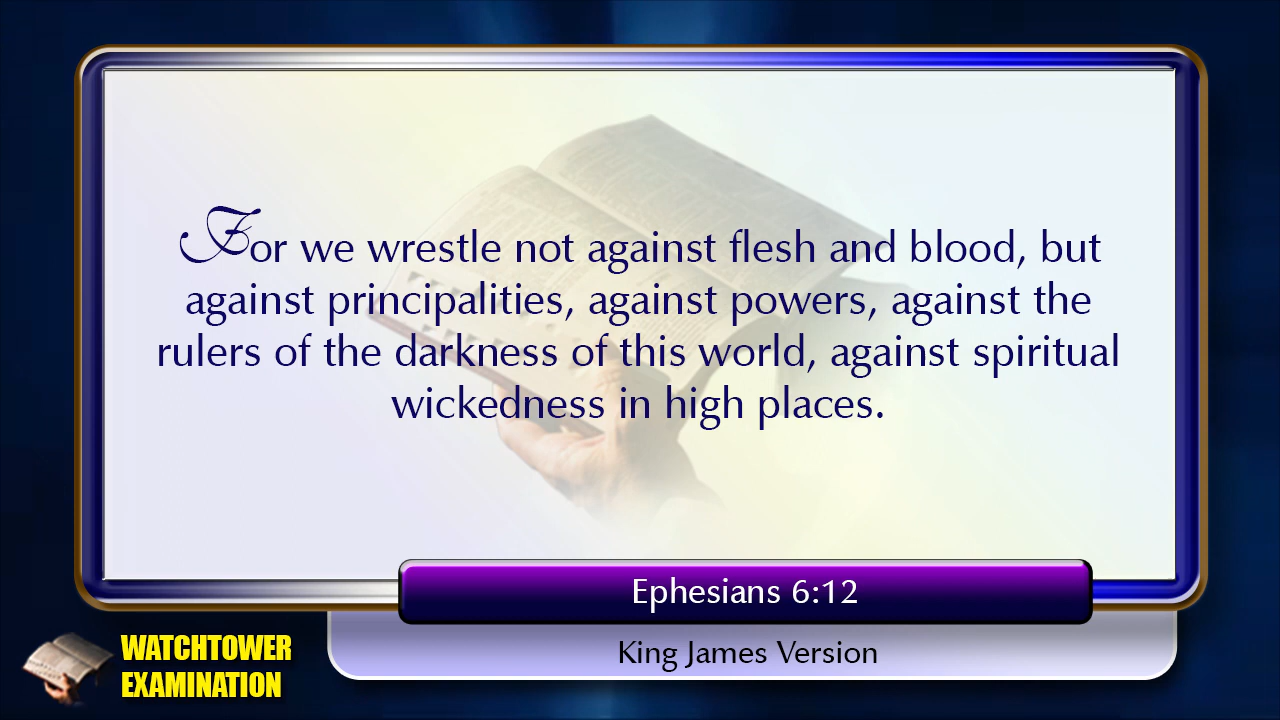 For we wrestle not against flesh and blood, but
against principalities, against powers, against the
rulers of the darkness of this world, against spiritual
wickedness in high places.
Ephesians 6:12
King James Version
WATCHTOWER
EXAMINATION